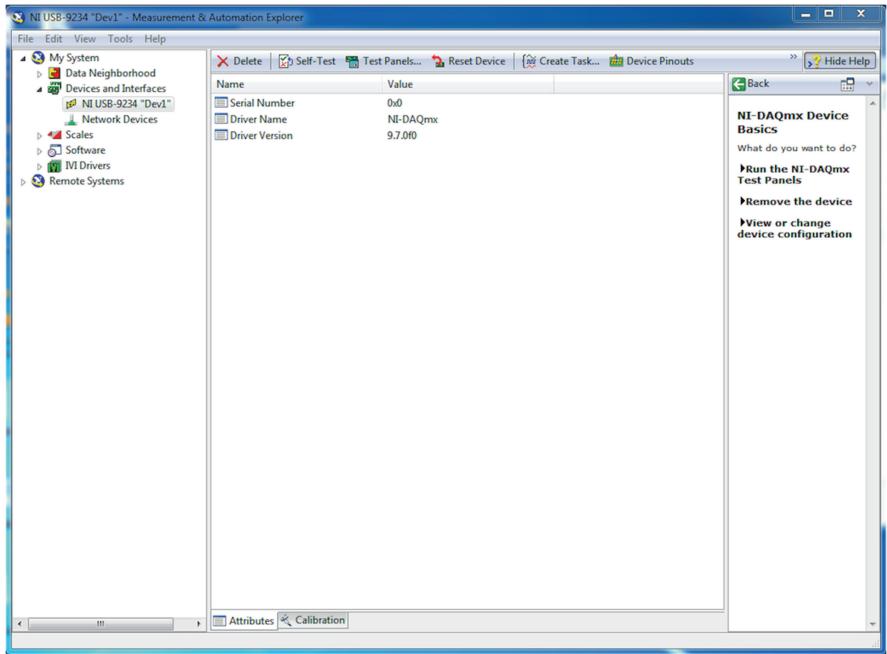 NI USB-9234 "Dev1" - Measurement & Automation Explorer
File Edit View Tools Help
My System
Data Neighborhood
Devices and Interfaces
NI USB-9234 "Dev1"
Network Devices
Scales
Software
IVI Drivers
Remote Systems
Delete Self-Test Test Panels... Reset Device Create Task... Device Pinouts » Hide Help
Name Value
Serial Number 0x0
Driver Name NI-DAQmx
Driver Version 9.7.0f0
Attributes Calibration
Back
NI-DAQmx Device
Basics
What do you want to do?
Run the NI-DAQmx
Test Panels
Remove the device
View or change
device configuration